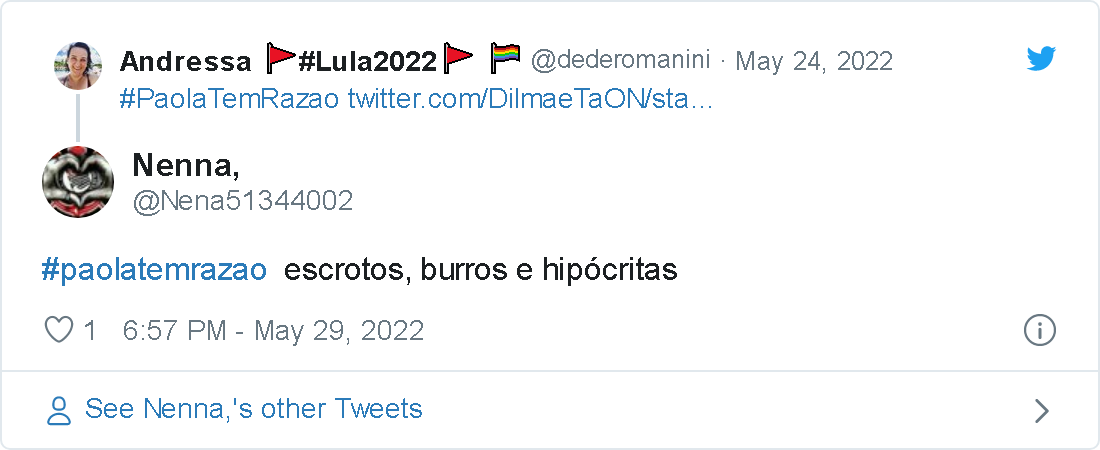 Andressa 🚩#Lula2022🚩 🏳️‍🌈 @dederomanini · May 24, 2022
#PaolaTemRazao twitter.com/DilmaeTaON/sta...
Nenna,
@Nena51344002
#paolatemrazao escrotos, burros e hipócritas
1 6:57 PM - May 29, 2022
See Nenna,'s other Tweets